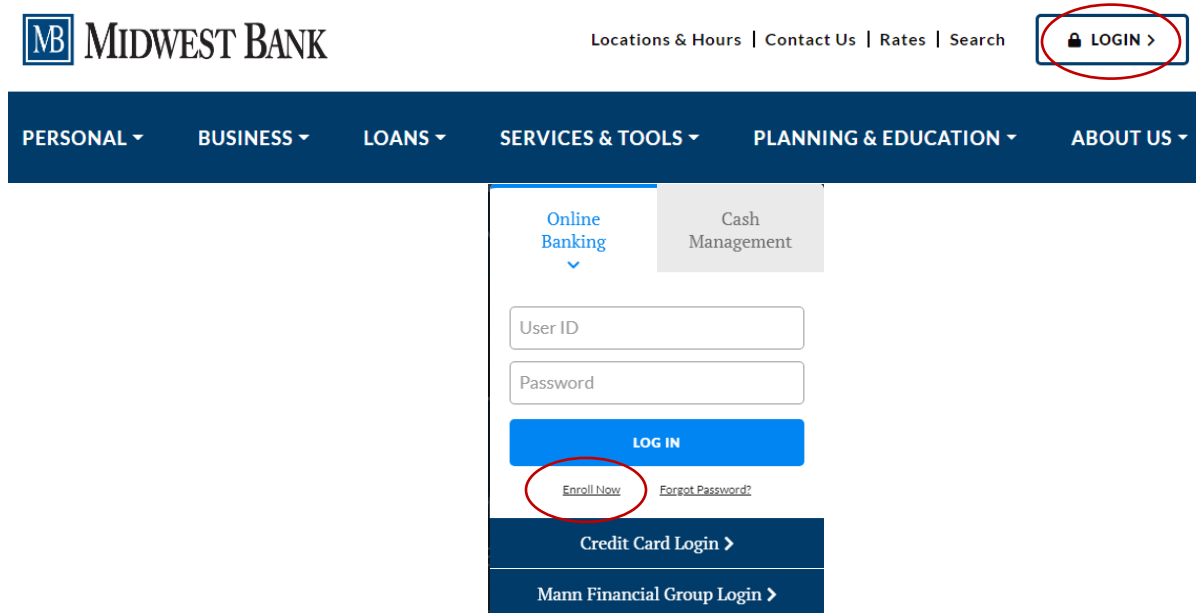 MB MIDWEST BANK
Locations & Hours | Contact Us | Rates | Search
LOGIN >
PERSONAL BUSINESS LOANS SERVICES & TOOLS PLANNING & EDUCATION ABOUT US
Online
Banking
Cash
Management
User ID
Password
LOG IN
Enroll Now Forgot Password?
Credit Card Login >
Mann Financial Group Login >